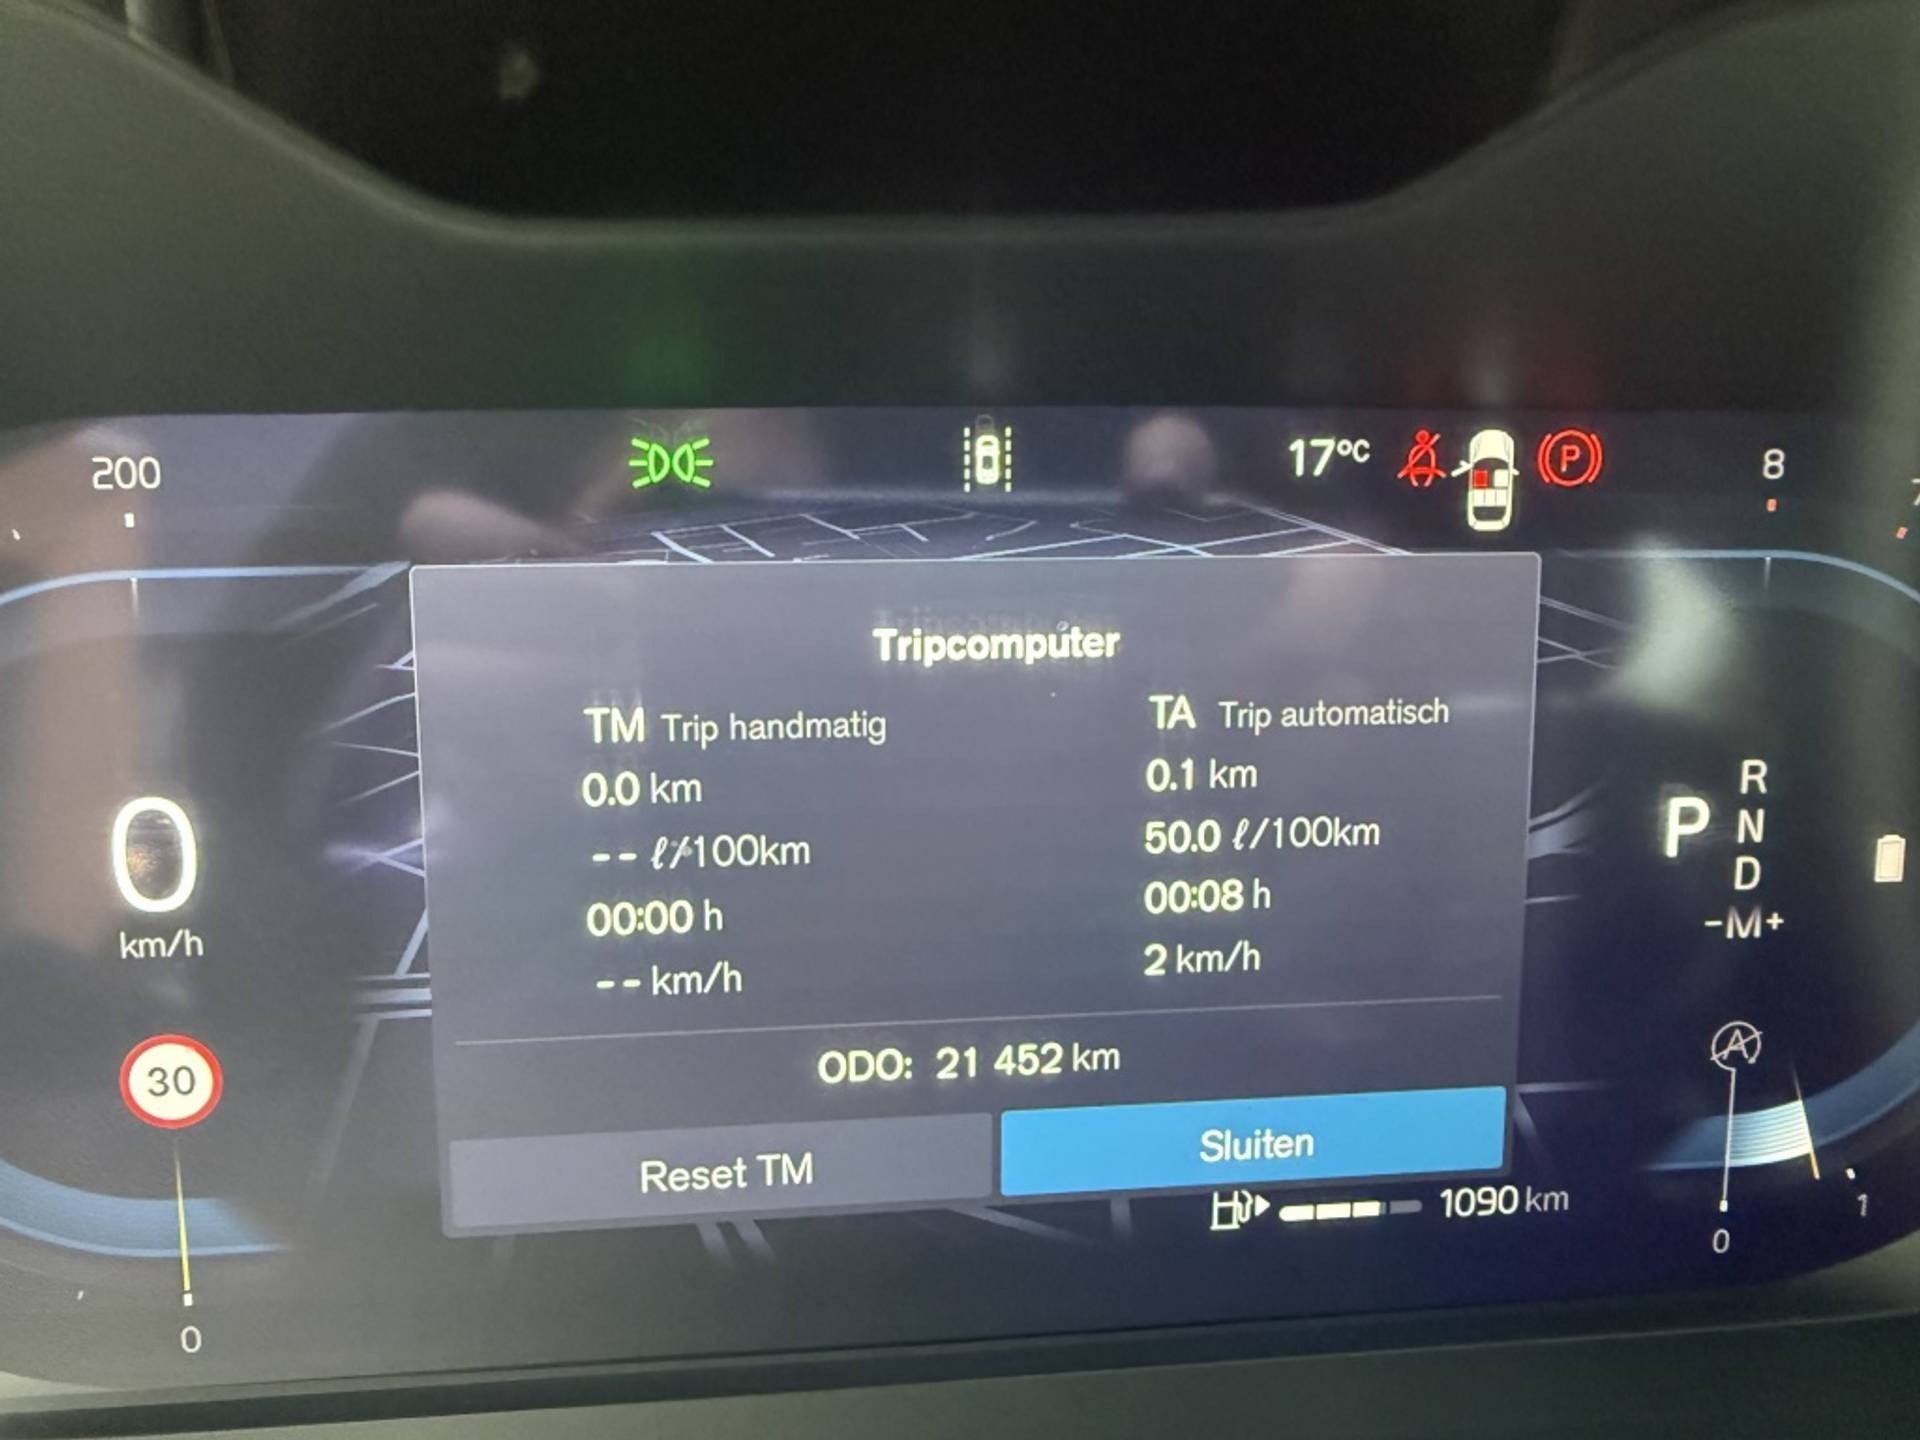 200
17°C
P
8
Tripcomputer
TM Trip handmatig
TA Trip automatisch
0.0 km
0.1 km
-- ℓ/100km
50.0 ℓ/100km
00:00 h
00:08 h
-- km/h
2 km/h
ODO: 21 452 km
Reset TM
Sluiten
0
km/h
30
0
P
R
N
D
-M+
A
1090 km
0
1